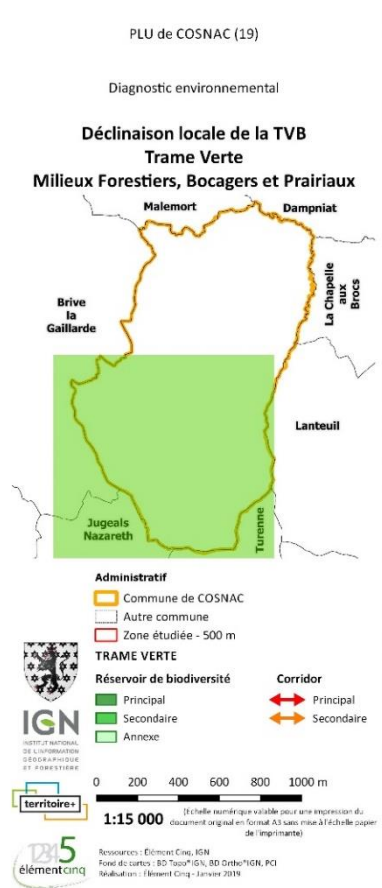 PLU de COSNAC (19)
Diagnostic environnemental
Déclinaison locale de la TVB
Trame Verte
Milieux Forestiers, Bocagers et Prairiaux
Malemort
Dampniat
La Chapelle
aux
Brocs
Brive
la
Gaillarde
Lanteuil
Jugeals
Nazareth
Turenne
Administratif
Commune de COSNAC
Autre commune
Zone étudiée - 500 m
TRAME VERTE
Réservoir de biodiversité
Corridor
Principal
Principal
Secondaire
Secondaire
Annexe
IGN
INSTITUT NATIONAL
DE L'INFORMATION
GÉOGRAPHIQUE
ET FORESTIÈRE
0 200 400 600 800 1000 m
territoire+
1:15 000
(Echelle numérique valable pour une impression du
document original en format A3 sans mise à l'échelle papier
de l'imprimante)
12345
élémentcinq
Ressources : Élément Cinq, IGN
Fond de cartes : BD Topo®IGN, BD Ortho®IGN, PCI
Réalisation : Élément Cinq - Janvier 2019